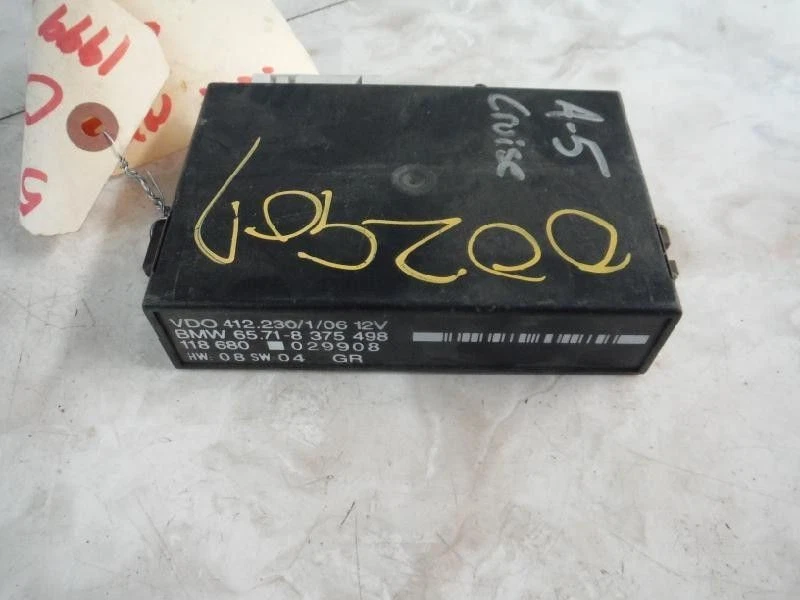 1999
A-5
Cruise
605200
VDO 412.230/1/06 12V
BMW 65.71-8 375 498
118 680 029908
HW: 08 SW 04 GR